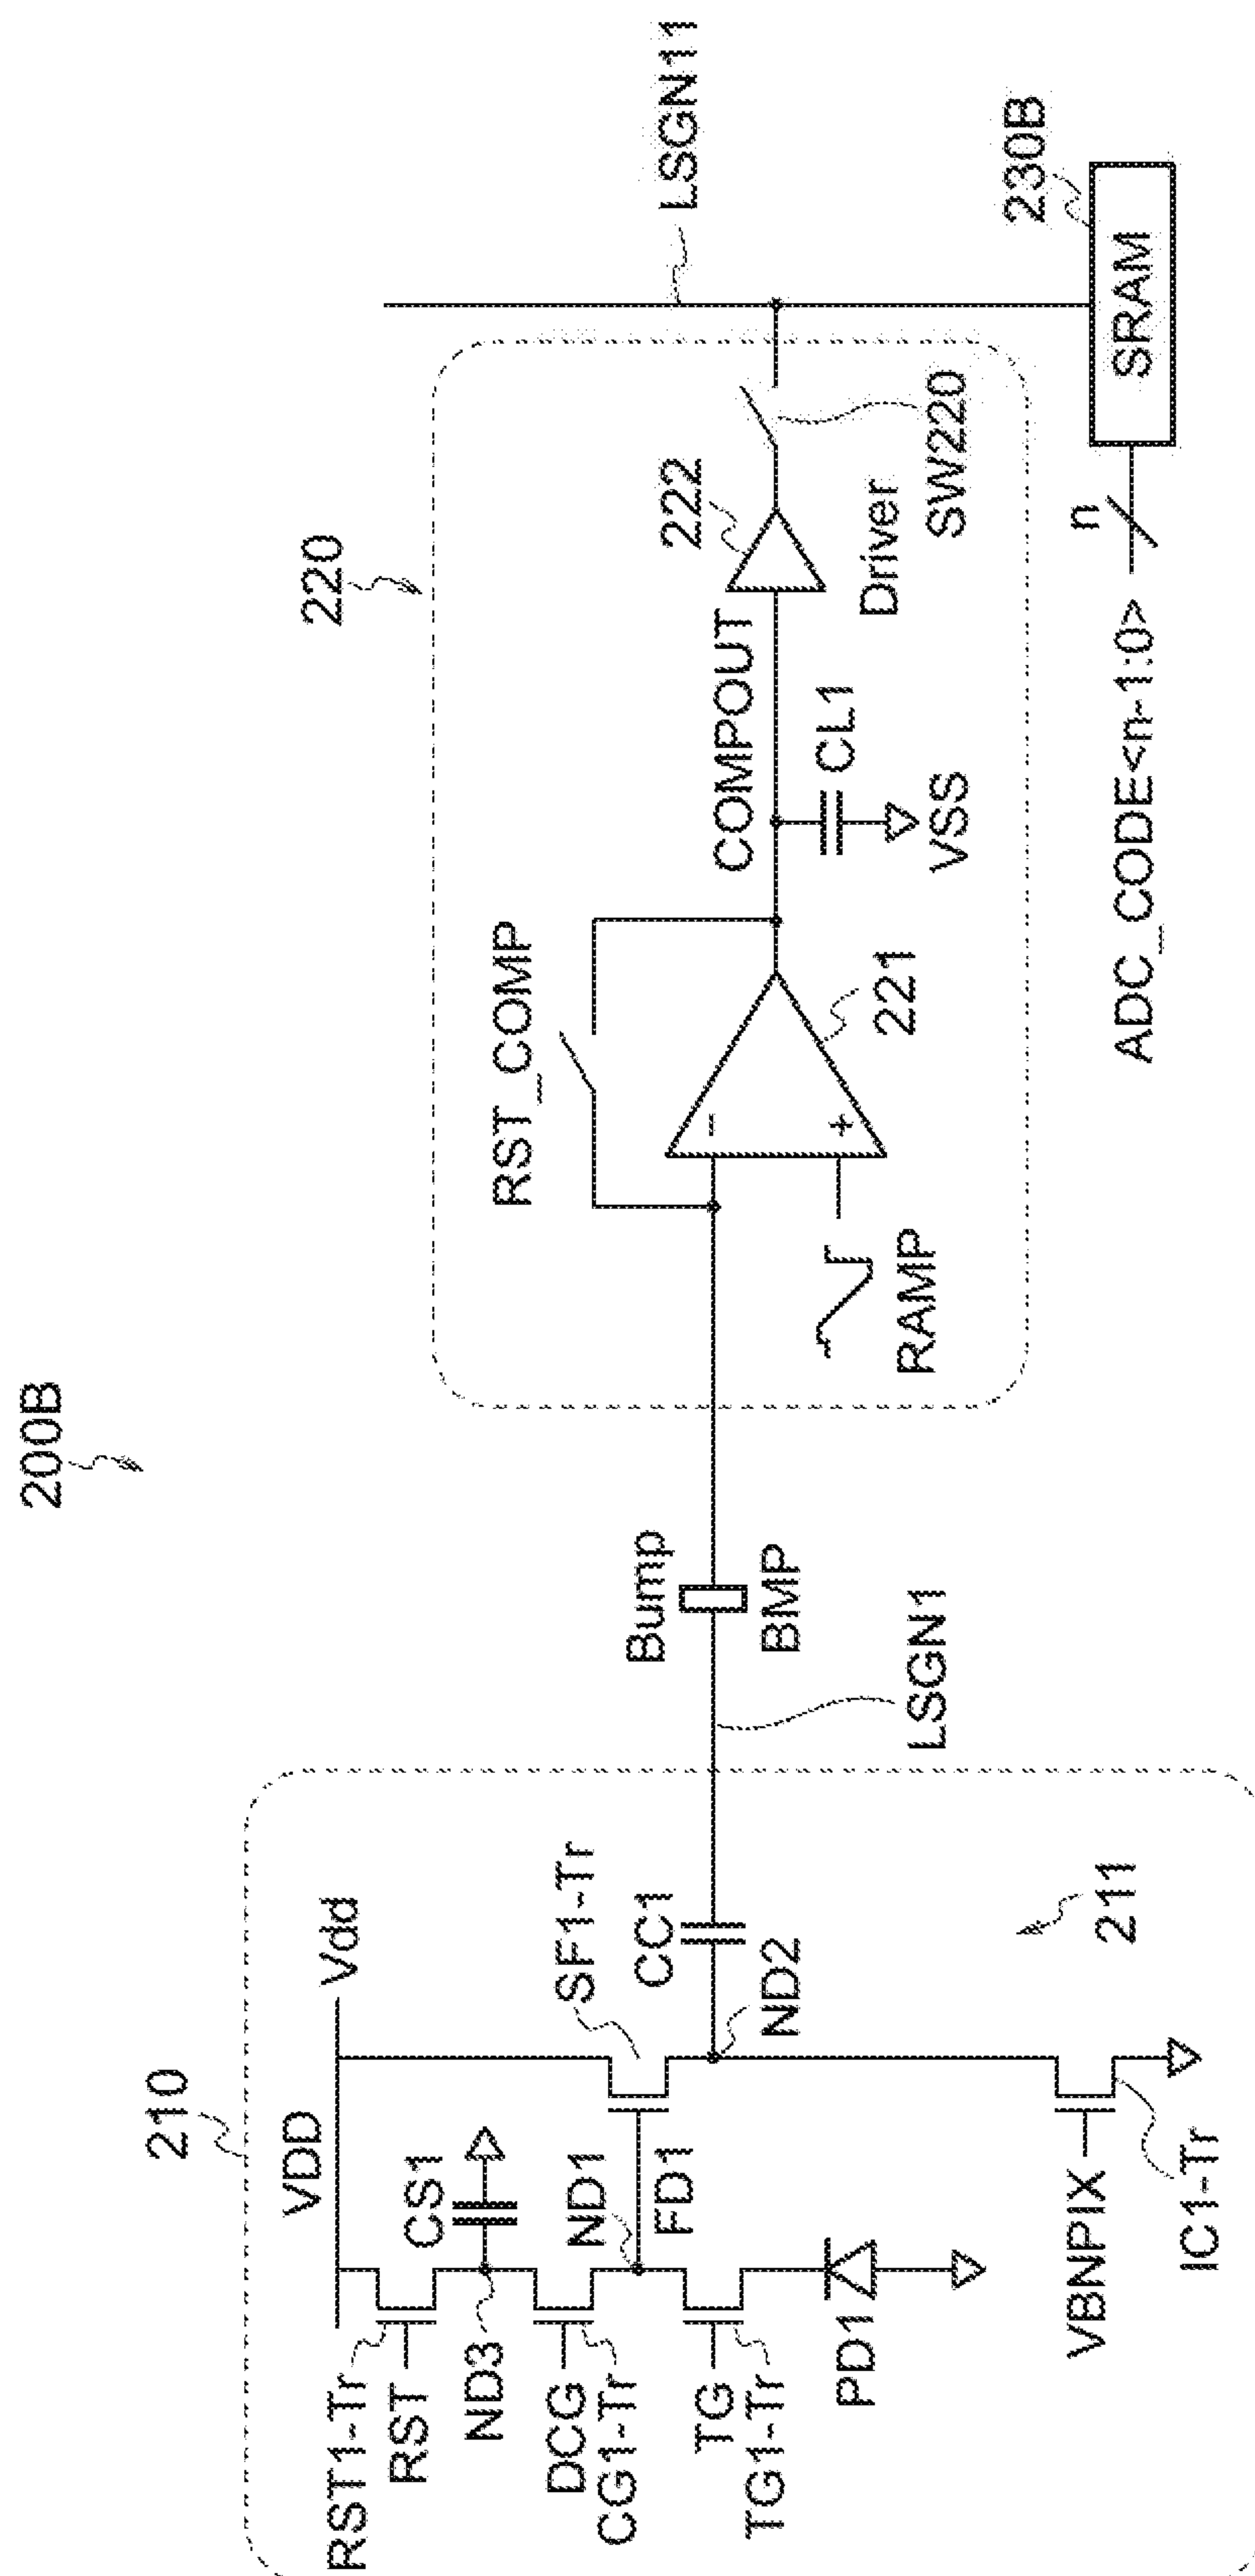 200B
210
VDD
Vdd
RST1-Tr
RST
CS1
ND3
SF1-Tr
DCG
CG1-Tr
ND1
FD1
CC1
TG
TG1-Tr
ND2
PD1
211
VBNPIX
IC1-Tr
Bump
BMP
LSGN1
220
RST_COMP
-
+
221
RAMP
COMPOUT
CL1
VSS
222
Driver
SW220
LSGN11
230B
SRAM
n
ADC_CODE<n-1:0>